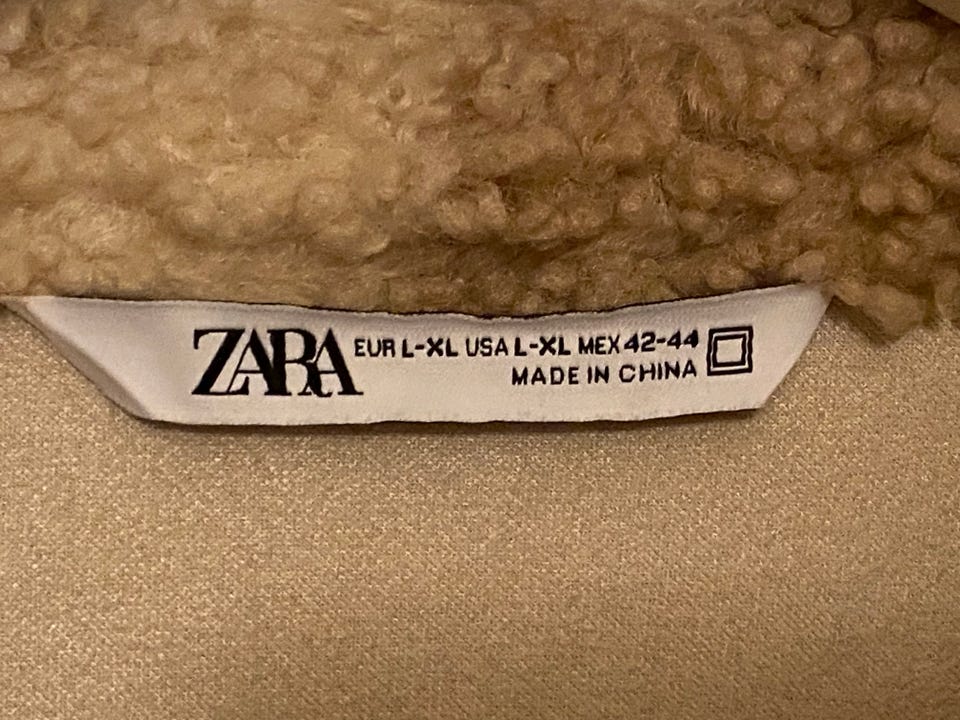 ZARA EUR L-XL USA L-XL MEX 42-44
MADE IN CHINA